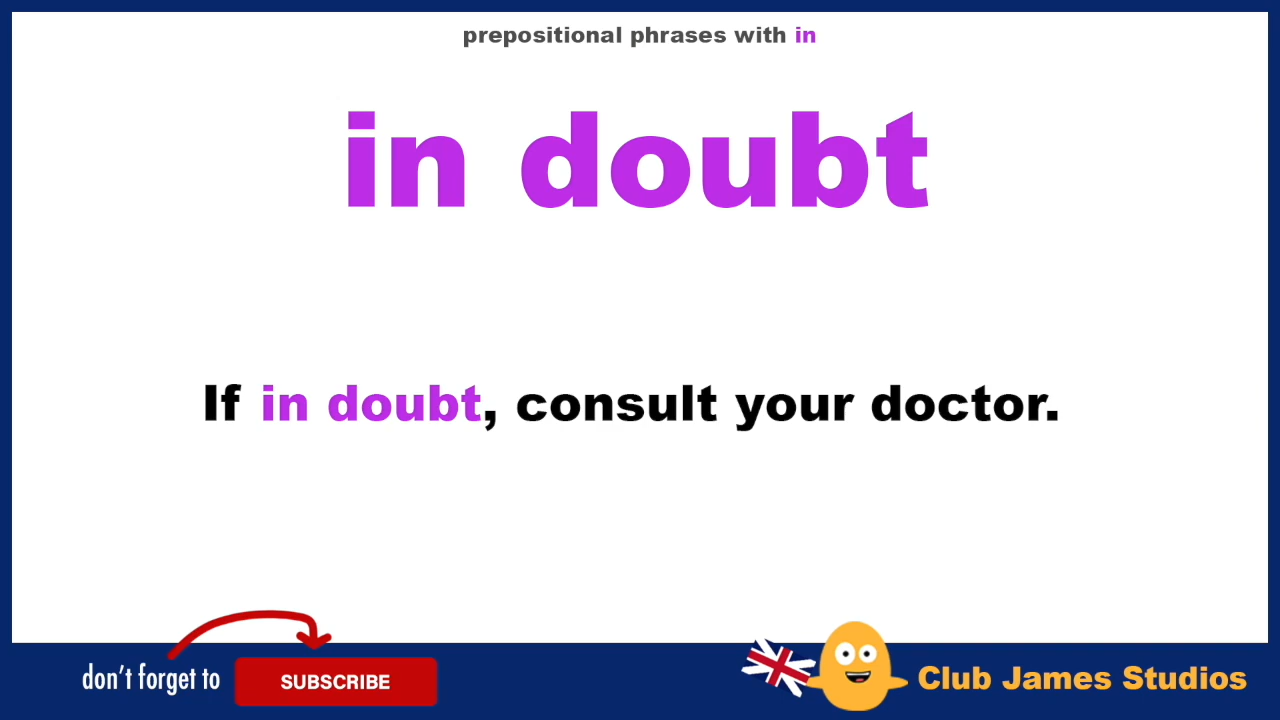 prepositional phrases with in
in doubt
If in doubt, consult your doctor.
don't forget to SUBSCRIBE
Club James Studios